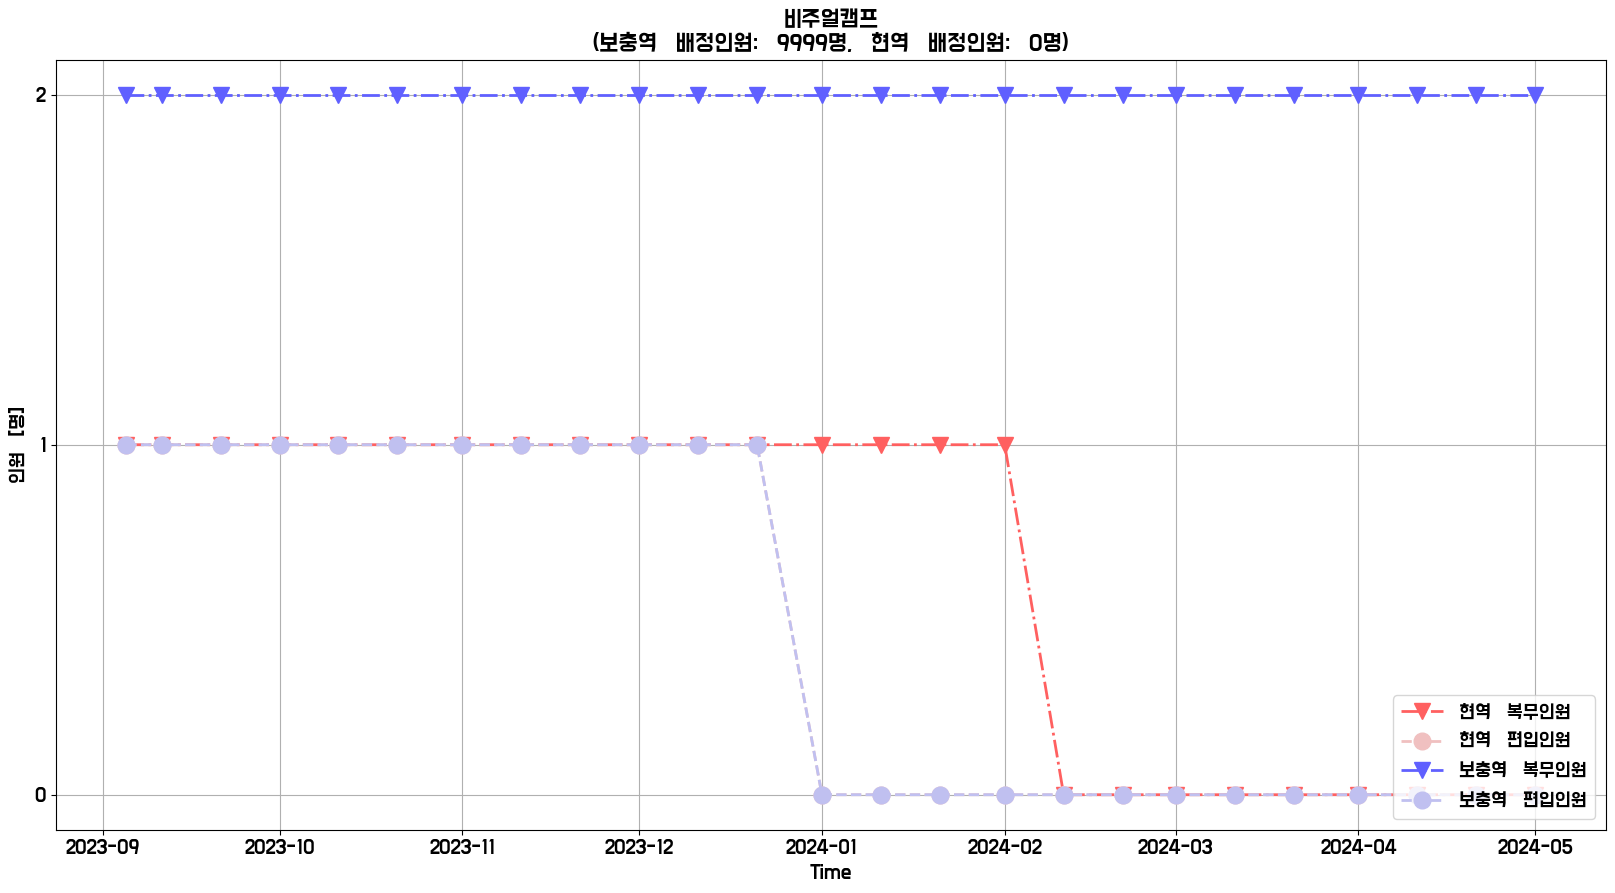 비주얼캠프
(보충역 배정인원: 9999명, 현역 배정인원: 0명)
인원 [명]
2
1
0
2023-09 2023-10 2023-11 2023-12 2024-01 2024-02 2024-03 2024-04 2024-05
Time
현역 복무인원
현역 편입인원
보충역 복무인원
보충역 편입인원